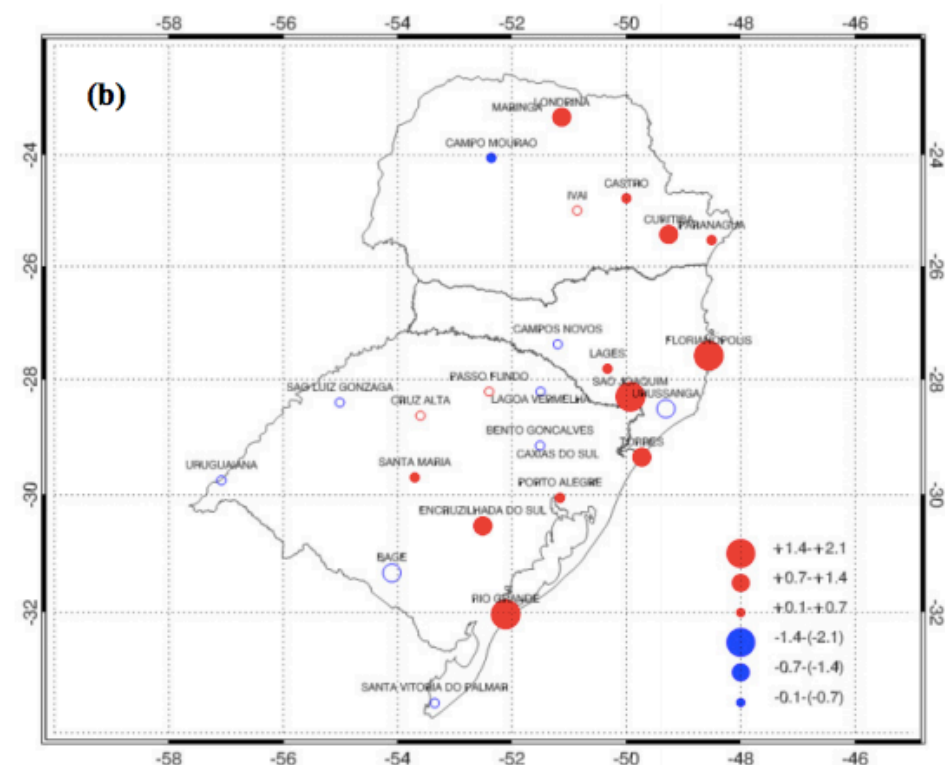 -58 -56 -54 -52 -50 -48 -46
(b)
LONDRINA
MARINGA
CAMPO MOURAO
-24 -24
CASTRO
IVAI
CURITIBA
PARANAGUA
-26 -26
CAMPOS NOVOS
FLORIANOPOLIS
LAGES
-28 -28
PASSO FUNDO
SAO JOAQUIM
SAO LUIZ GONZAGA
URUSSANGA
CRUZ ALTA
LAGOA VERMELHA
BENTO GONCALVES
TORRES
CAXIAS DO SUL
SANTA MARIA
URUGUAIANA
PORTO ALEGRE
-30 -30
ENCRUZILHADA DO SUL
+1.4-+2.1
BAGE
+0.7-+1.4
RIO GRANDE
+0.1-+0.7
-32 -32
-1.4-(-2.1)
-0.7-(-1.4)
SANTA VITORIA DO PALMAR
-0.1-(-0.7)
-58 -56 -54 -52 -50 -48 -46